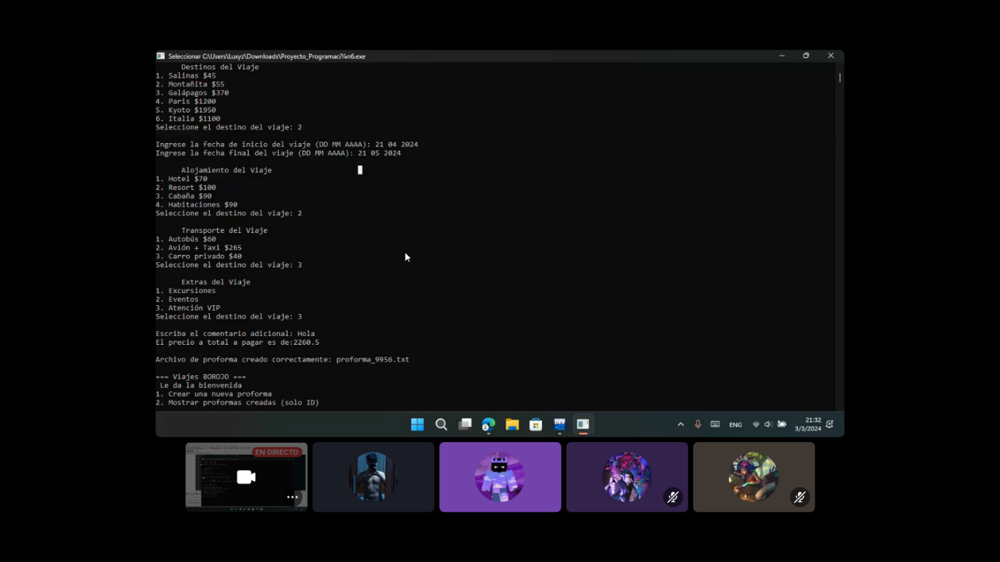 Seleccionar C:\Users\Luxyz\Downloads\Proyecto_Programaci¾n6.exe
Destinos del Viaje
1. Salinas $45
2. Montañita $55
3. Galápagos $370
4. Paris $1200
5. Kyoto $1950
6. Italia $1100
Seleccione el destino del viaje: 2
Ingrese la fecha de inicio del viaje (DD MM AAAA): 21 04 2024
Ingrese la fecha final del viaje (DD MM AAAA): 21 05 2024
Alojamiento del Viaje
1. Hotel $70
2. Resort $100
3. Cabaña $90
4. Habitaciones $90
Seleccione el destino del viaje: 2
Transporte del Viaje
1. Autobús $60
2. Avión + Taxi $265
3. Carro privado $40
Seleccione el destino del viaje: 3
Extras del Viaje
1. Excursiones
2. Eventos
3. Atención VIP
Seleccione el destino del viaje: 3
Escriba el comentario adicional: Hola
El precio a total a pagar es de:2260.5
Archivo de proforma creado correctamente: proforma_9956.txt
=== Viajes BOROJO ===
Le da la bienvenida
1. Crear una nueva proforma
2. Mostrar proformas creadas (solo ID)
DEV
ENG
21:32
3/3/2024
EN DIRECTO